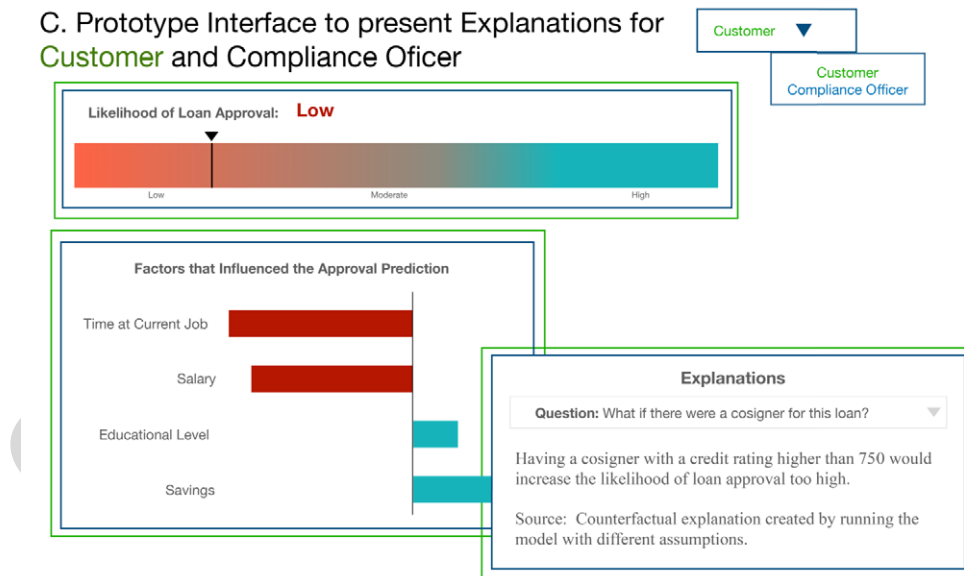 C. Prototype Interface to present Explanations for
Customer and Compliance Oficer
Customer
Customer
Compliance Officer
Likelihood of Loan Approval: Low
Low Moderate High
Factors that Influenced the Approval Prediction
Time at Current Job
Salary
Educational Level
Savings
Explanations
Question: What if there were a cosigner for this loan?
Having a cosigner with a credit rating higher than 750 would
increase the likelihood of loan approval too high.
Source: Counterfactual explanation created by running the
model with different assumptions.